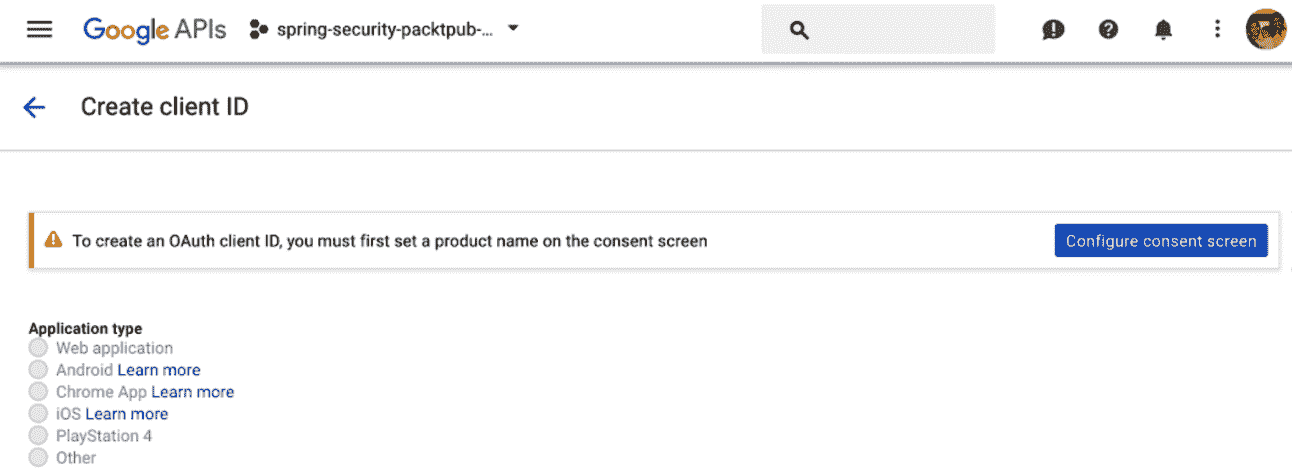 Google APIs spring-security-packtpub-...
Create client ID
To create an OAuth client ID, you must first set a product name on the consent screen Configure consent screen
Application type
Web application
Android Learn more
Chrome App Learn more
iOS Learn more
PlayStation 4
Other